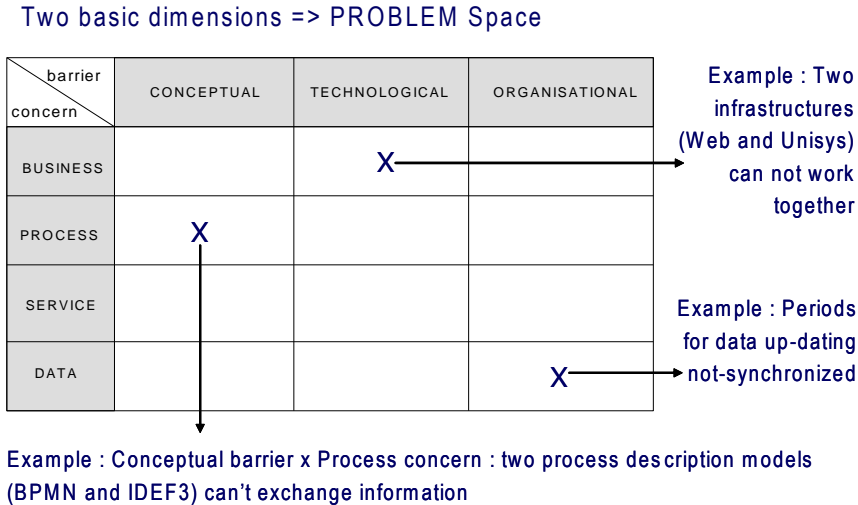 Two basic dimensions => PROBLEM Space
barrier
concern
CONCEPTUAL
TECHNOLOGICAL
ORGANISATIONAL
BUSINESS
X
PROCESS
X
SERVICE
DATA
X
Example : Two
infrastructures
(Web and Unisys)
can not work
together
Example : Periods
for data up-dating
not-synchronized
Example : Conceptual barrier x Process concern : two process description models
(BPMN and IDEF3) can't exchange information